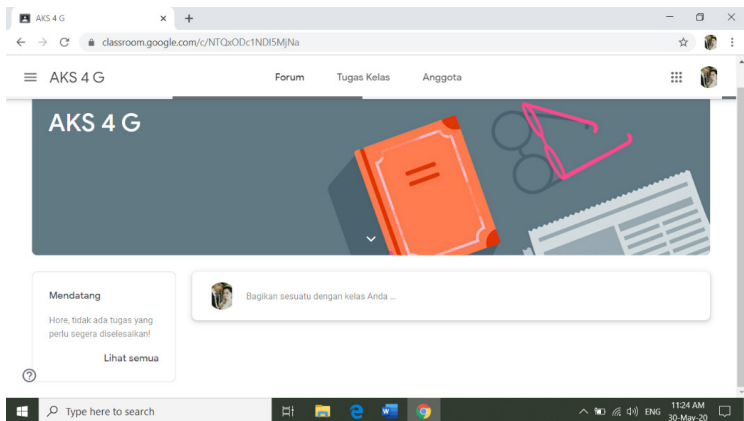 AKS 4 G
classroom.google.com/c/NTQxODc1NDI5MjNa
AKS 4 G
Forum Tugas Kelas Anggota
AKS 4 G
Mendatang
Hore, tidak ada tugas yang
perlu segera diselesaikan!
Lihat semua
Bagikan sesuatu dengan kelas Anda ...
Type here to search
ENG
11:24 AM
30-May-20